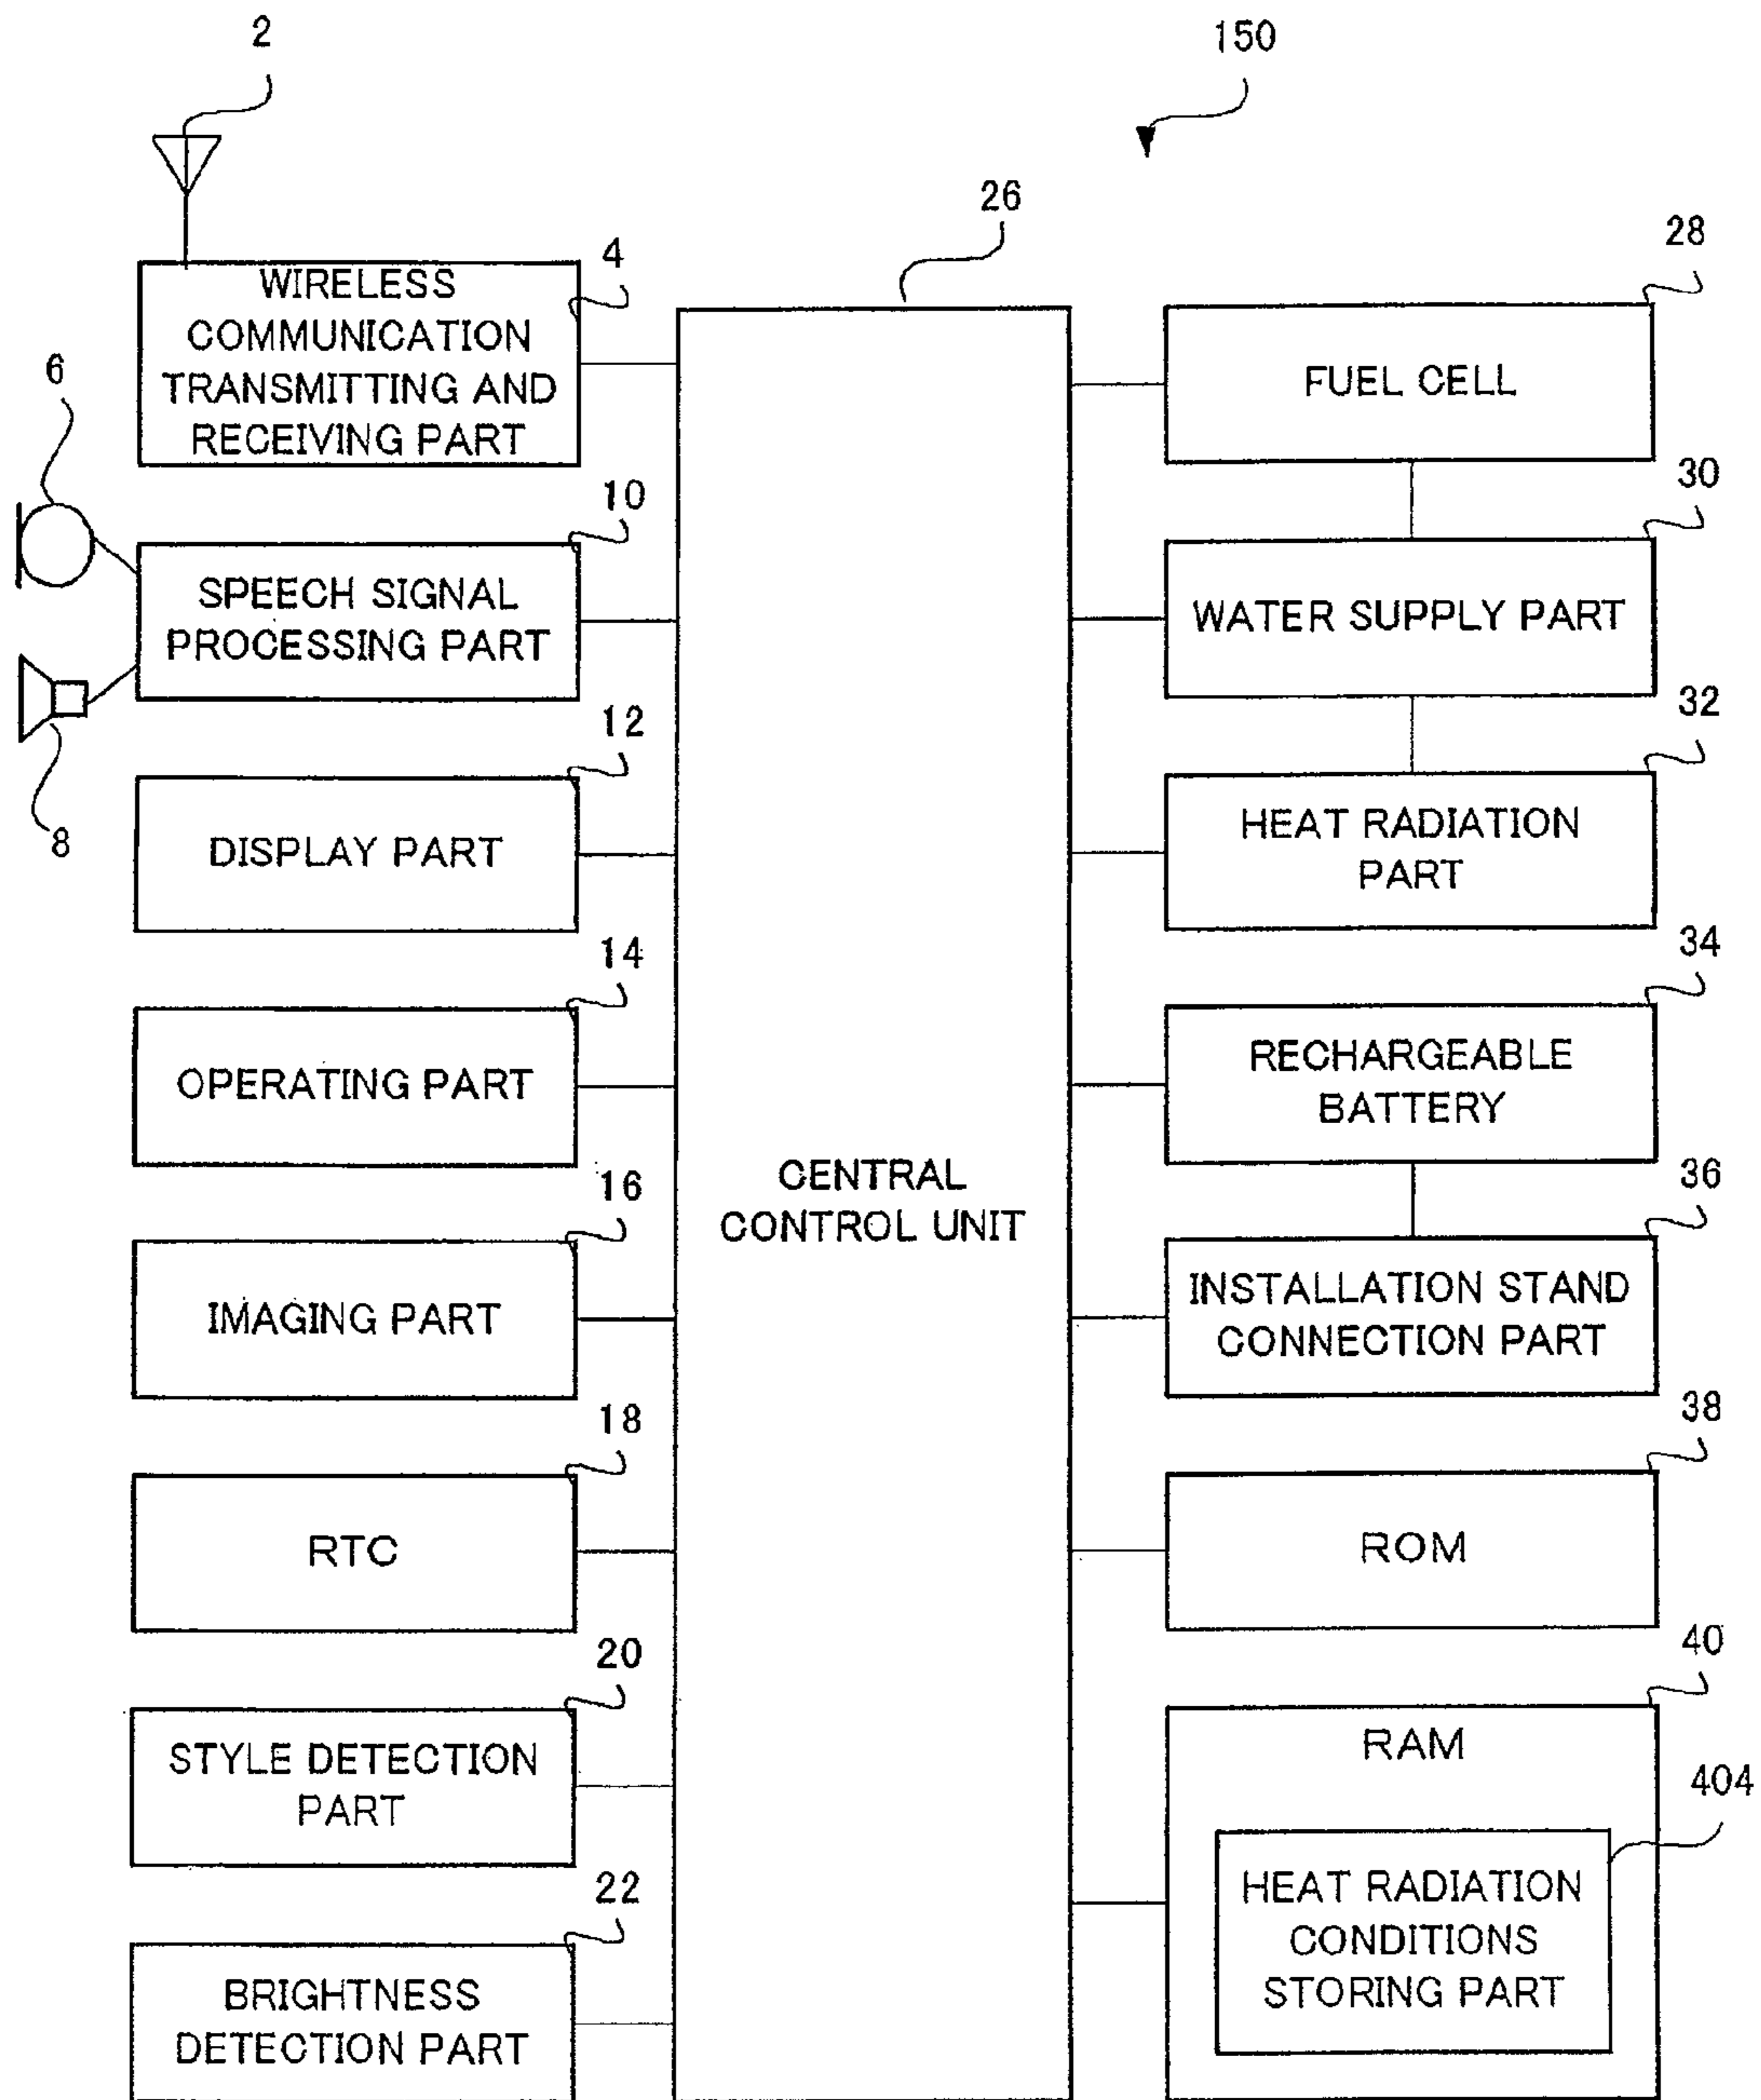 2
150
26
4
WIRELESS
COMMUNICATION
TRANSMITTING AND
RECEIVING PART
6
10
SPEECH SIGNAL
PROCESSING PART
8
12
DISPLAY PART
14
OPERATING PART
16
IMAGING PART
18
RTC
20
STYLE DETECTION
PART
22
BRIGHTNESS
DETECTION PART
CENTRAL
CONTROL UNIT
28
FUEL CELL
30
WATER SUPPLY PART
32
HEAT RADIATION
PART
34
RECHARGEABLE
BATTERY
36
INSTALLATION STAND
CONNECTION PART
38
ROM
40
RAM
404
HEAT RADIATION
CONDITIONS
STORING PART